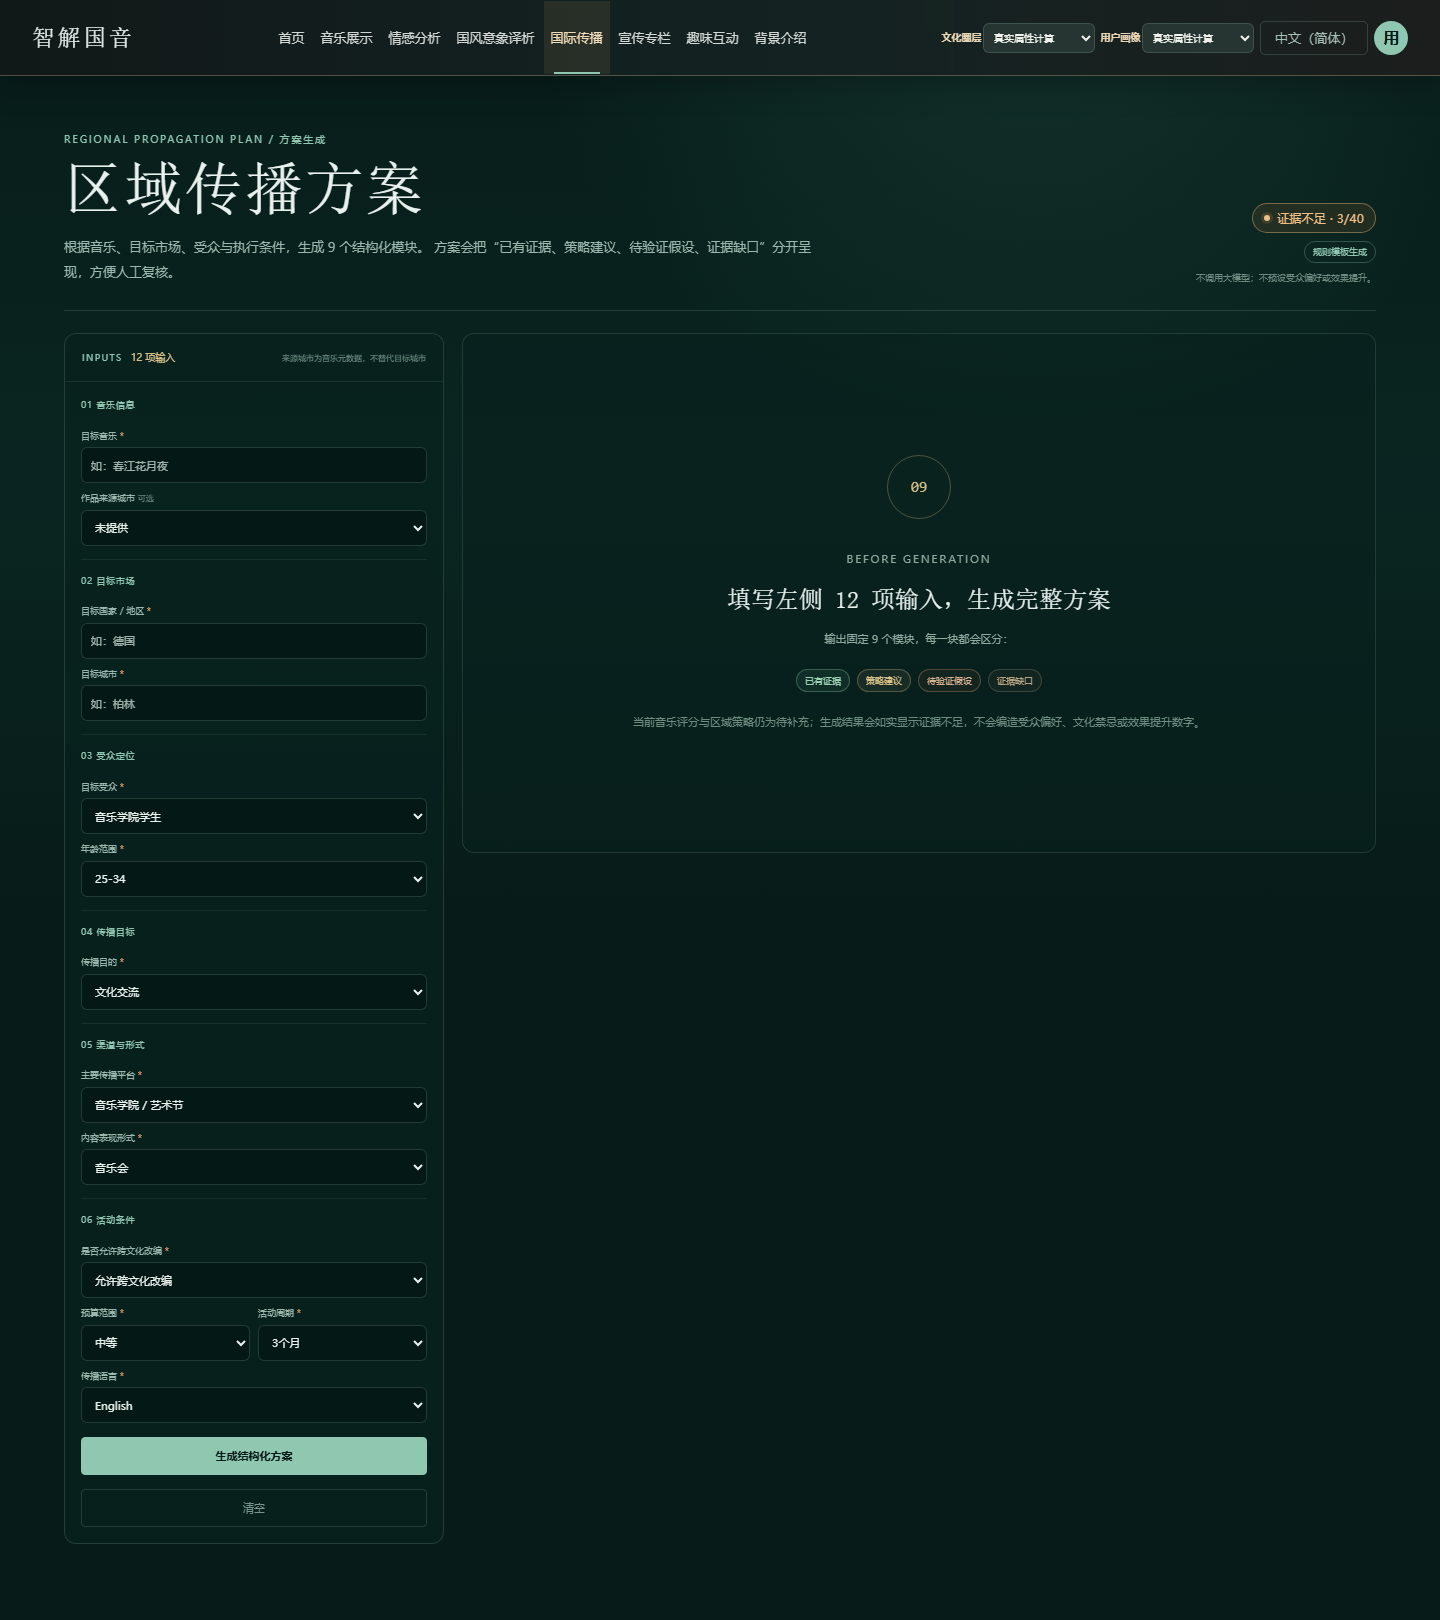 智解国音
首页 音乐展示 情感分析 国风意象译析 国际传播 宣传专栏 趣味互动 背景介绍
文化圈层 真实属性计算 用户画像 真实属性计算 中文（简体） 用
REGIONAL PROPAGATION PLAN / 方案生成
区域传播方案
根据音乐、目标市场、受众与执行条件，生成 9 个结构化模块。 方案会把“已有证据、策略建议、待验证假设、证据缺口”分开呈
现，方便人工复核。
证据不足 · 3/40
规则模板生成
不调用大模型；不预设受众偏好或效果提升。
INPUTS 12 项输入
来源城市为音乐元数据，不替代目标城市
01 音乐信息
目标音乐 *
如：春江花月夜
作品来源城市 可选
未提供
02 目标市场
目标国家 / 地区 *
如：德国
目标城市 *
如：柏林
03 受众定位
目标受众 *
音乐学院学生
年龄范围 *
25-34
04 传播目标
传播目的 *
文化交流
05 渠道与形式
主要传播平台 *
音乐学院 / 艺术节
内容表现形式 *
音乐会
06 活动条件
是否允许跨文化改编 *
允许跨文化改编
预算范围 * 活动周期 *
中等 3个月
传播语言 *
English
生成结构化方案
清空
09
BEFORE GENERATION
填写左侧 12 项输入，生成完整方案
输出固定 9 个模块，每一块都会区分：
已有证据 策略建议 待验证假设 证据缺口
当前音乐评分与区域策略仍为待补充；生成结果会如实显示证据不足，不会编造受众偏好、文化禁忌或效果提升数字。